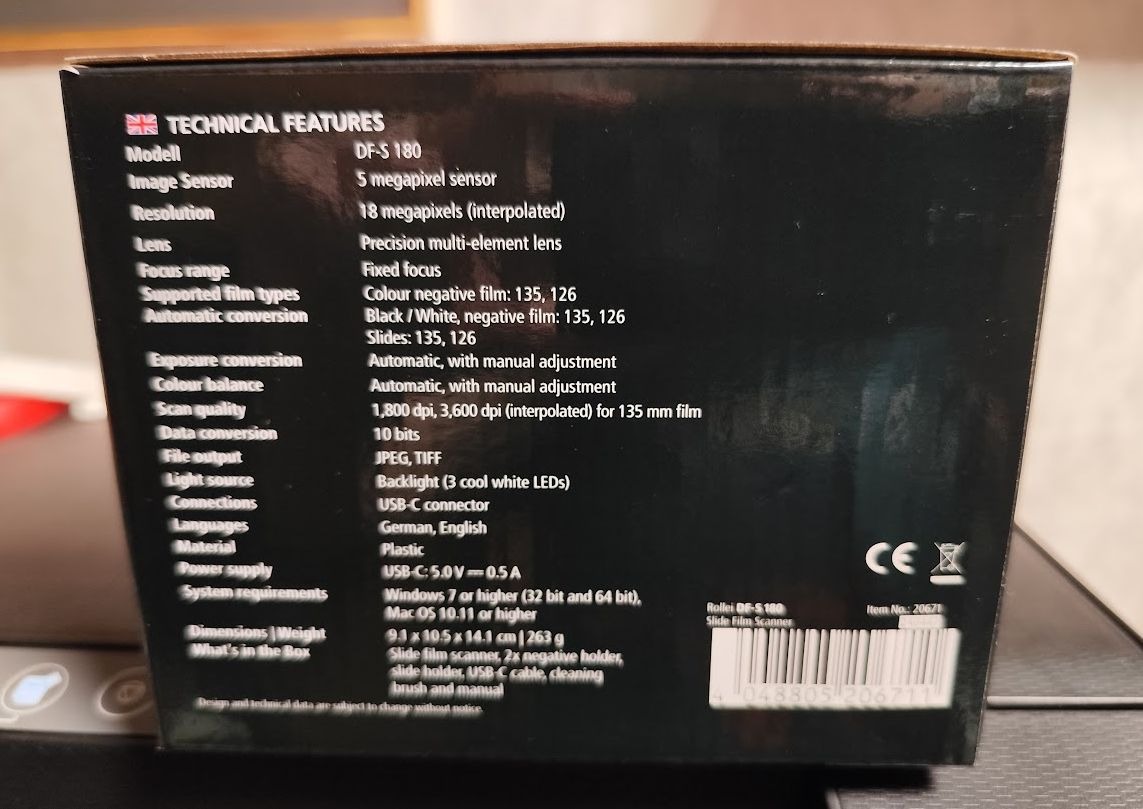 TECHNICAL FEATURES
Modell DF-S 180
Image Sensor 5 megapixel sensor
Resolution 18 megapixels (interpolated)
Lens Precision multi-element lens
Focus range Fixed focus
Supported film types Colour negative film: 135, 126
Automatic conversion Black / White, negative film: 135, 126
Slides: 135, 126
Exposure conversion Automatic, with manual adjustment
Colour balance Automatic, with manual adjustment
Scan quality 1,800 dpi, 3,600 dpi (interpolated) for 135 mm film
Data conversion 10 bits
File output JPEG, TIFF
Light source Backlight (3 cool white LEDs)
Connections USB-C connector
Languages German, English
Material Plastic
Power supply USB-C: 5.0 V ⎓ 0.5 A
System requirements Windows 7 or higher (32 bit and 64 bit),
Mac OS 10.11 or higher
Dimensions | Weight 9.1 x 10.5 x 14.1 cm | 263 g
What's in the Box Slide film scanner, 2x negative holder,
slide holder, USB-C cable, cleaning
brush and manual
Design and technical data are subject to change without notice.
CE
Rollei DF-S 180 Item No.: 20671
Slide Film Scanner
4 048805 206711